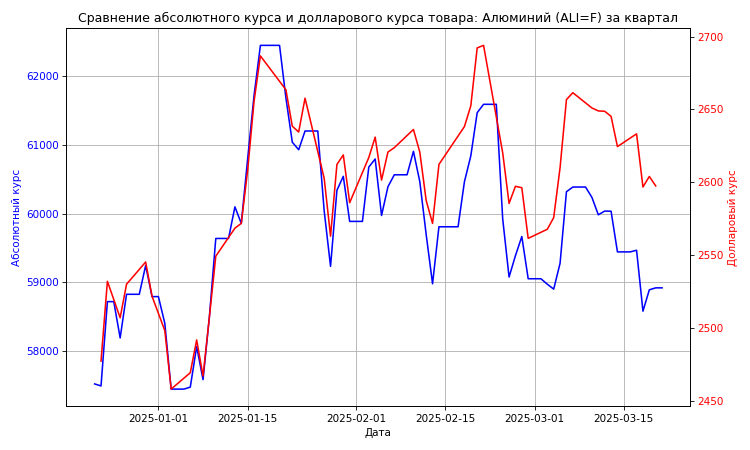 Сравнение абсолютного курса и долларового курса товара: Алюминий (ALI=F) за квартал
2700
62000
2650
61000
2600
60000
2550
59000
2500
58000
2450
Абсолютный курс
Долларовый курс
2025-01-01 2025-01-15 2025-02-01 2025-02-15 2025-03-01 2025-03-15
Дата